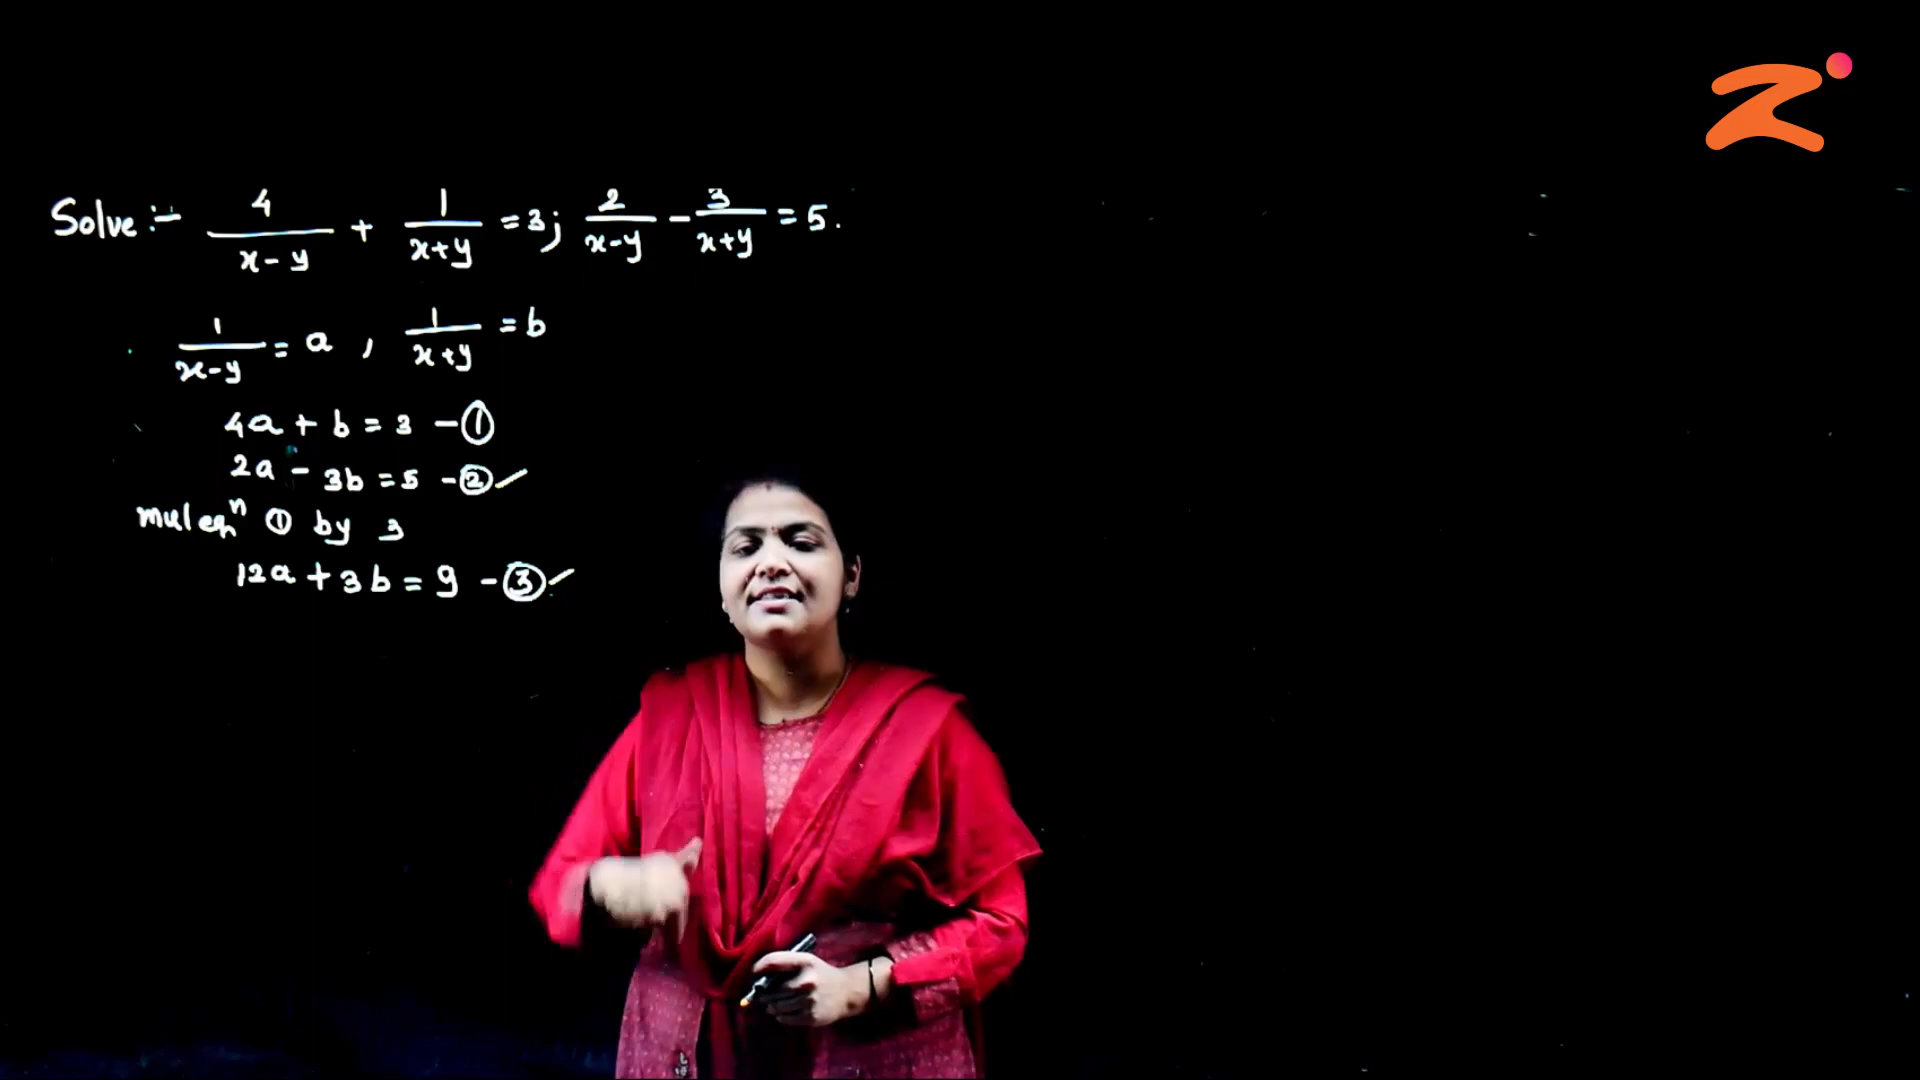 Solve :- 4/(x-y) + 1/(x+y) = 3; 2/(x-y) - 3/(x+y) = 5.
1/(x-y) = a , 1/(x+y) = b
4a + b = 3 - ①
2a - 3b = 5 - ② ✓
mul eqⁿ ① by 3
12a + 3b = 9 - ③ ✓